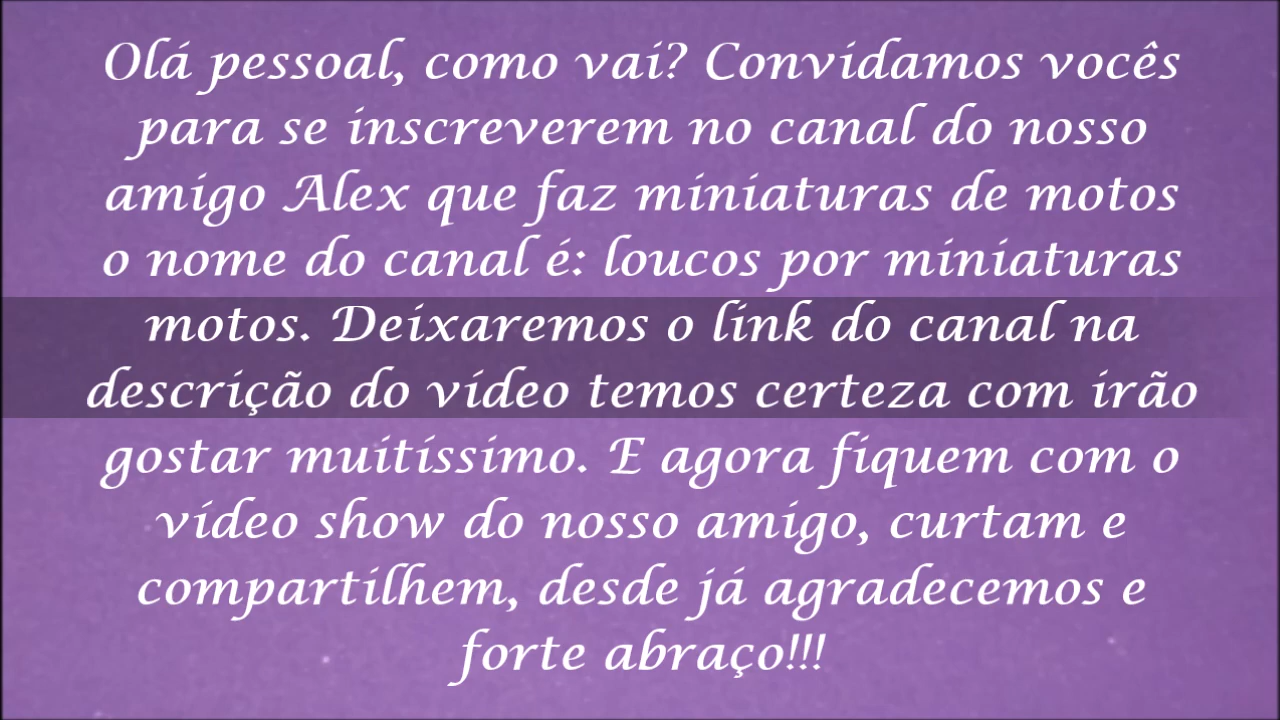 Olá pessoal, como vai? Convidamos vocês
para se inscreverem no canal do nosso
amigo Alex que faz miniaturas de motos
o nome do canal é: loucos por miniaturas
motos. Deixaremos o link do canal na
descrição do vídeo temos certeza com irão
gostar muitíssimo. E agora fiquem com o
vídeo show do nosso amigo, curtam e
compartilhem, desde já agradecemos e
forte abraço!!!